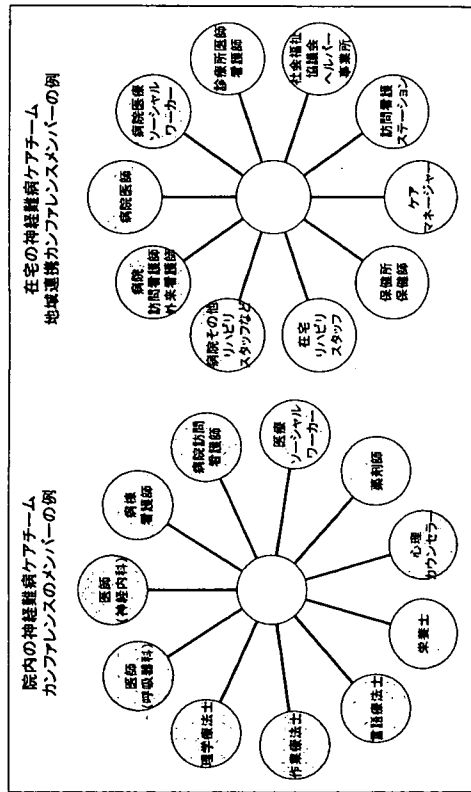 院内の神経難病ケアチーム
カンファレンスのメンバーの例
医師
(神経内科)
病棟
看護師
病院訪問
看護師
医療
ソーシャル
ワーカー
薬剤師
心理
カウンセラー
栄養士
言語療法士
作業療法士
理学療法士
医師
(呼吸器科)
在宅の神経難病ケアチーム
地域連携カンファレンスメンバーの例
病院医師
病院医療
ソーシャル
ワーカー
診療所医師
看護師
社会福祉
協議会
ヘルパー
事業所
訪問看護
ステーション
ケア
マネージャー
保健所
保健師
在宅
リハビリ
スタッフ
病院その他
リハビリ
スタッフなど
病院
訪問看護師
外来看護師